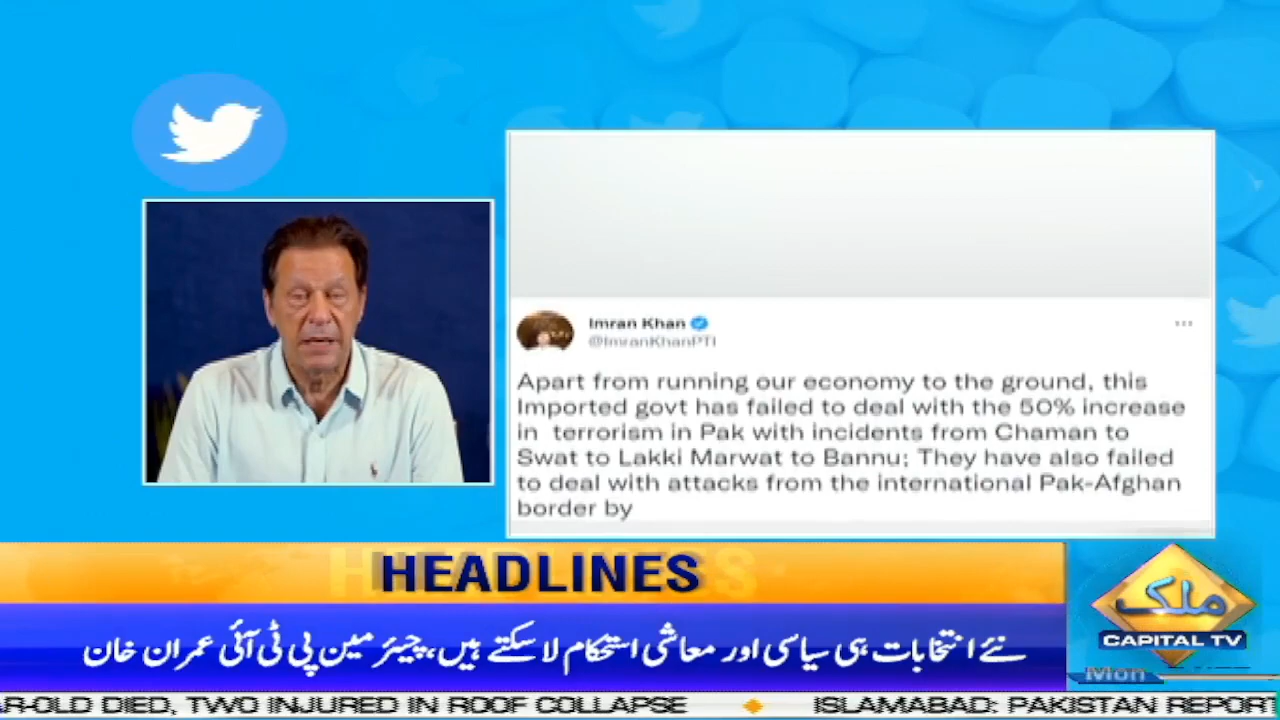 Imran Khan
@ImranKhanPTI
Apart from running our economy to the ground, this
Imported govt has failed to deal with the 50% increase
in terrorism in Pak with incidents from Chaman to
Swat to Lakki Marwat to Bannu; They have also failed
to deal with attacks from the international Pak-Afghan
border by
HEADLINES
نئے انتخابات ہی سیاسی اور معاشی استحکام لا سکتے ہیں، چیئرمین پی ٹی آئی عمران خان
ملک
CAPITAL TV
Mon
AR-OLD DIED, TWO INJURED IN ROOF COLLAPSE ISLAMABAD: PAKISTAN REPORT